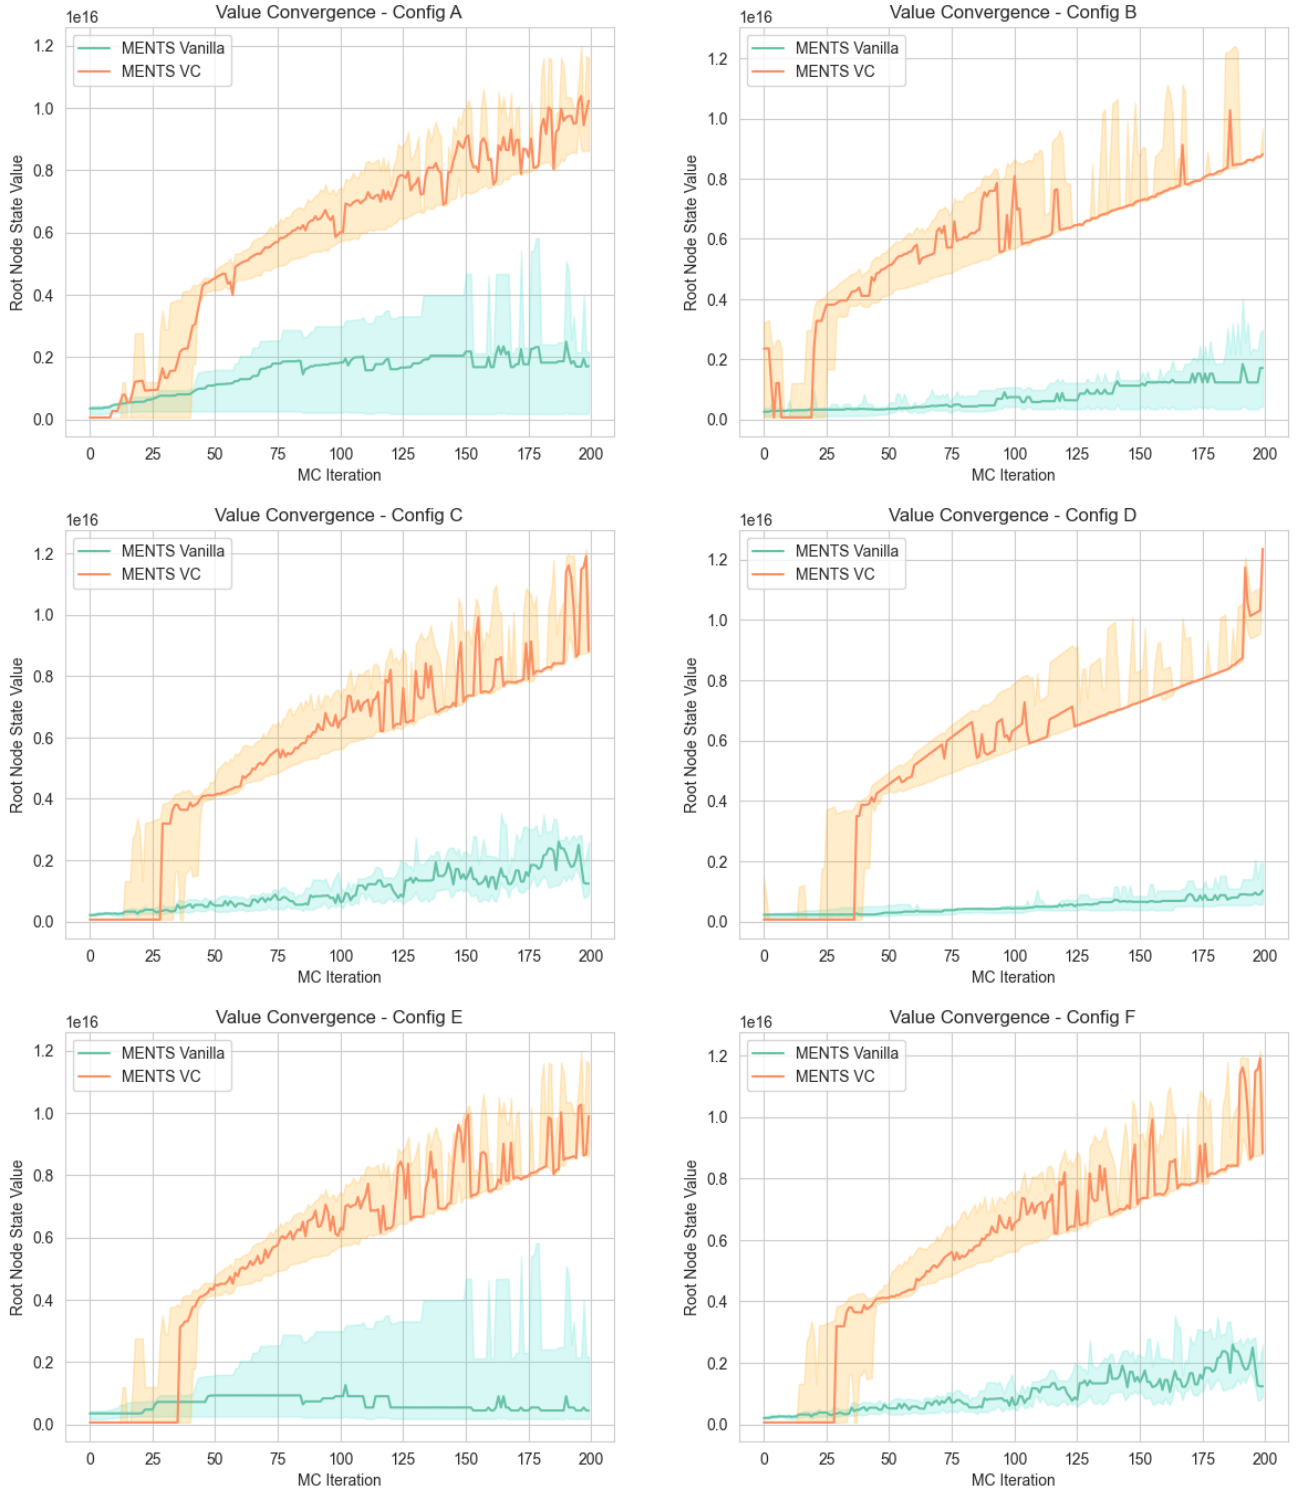 Value Convergence - Config A
1e16
MENTS Vanilla
MENTS VC
Root Node State Value
1.2
1.0
0.8
0.6
0.4
0.2
0.0
0 25 50 75 100 125 150 175 200
MC Iteration
Value Convergence - Config B
1e16
MENTS Vanilla
MENTS VC
Root Node State Value
1.2
1.0
0.8
0.6
0.4
0.2
0.0
0 25 50 75 100 125 150 175 200
MC Iteration
Value Convergence - Config C
1e16
MENTS Vanilla
MENTS VC
Root Node State Value
1.2
1.0
0.8
0.6
0.4
0.2
0.0
0 25 50 75 100 125 150 175 200
MC Iteration
Value Convergence - Config D
1e16
MENTS Vanilla
MENTS VC
Root Node State Value
1.2
1.0
0.8
0.6
0.4
0.2
0.0
0 25 50 75 100 125 150 175 200
MC Iteration
Value Convergence - Config E
1e16
MENTS Vanilla
MENTS VC
Root Node State Value
1.2
1.0
0.8
0.6
0.4
0.2
0.0
0 25 50 75 100 125 150 175 200
MC Iteration
Value Convergence - Config F
1e16
MENTS Vanilla
MENTS VC
Root Node State Value
1.2
1.0
0.8
0.6
0.4
0.2
0.0
0 25 50 75 100 125 150 175 200
MC Iteration